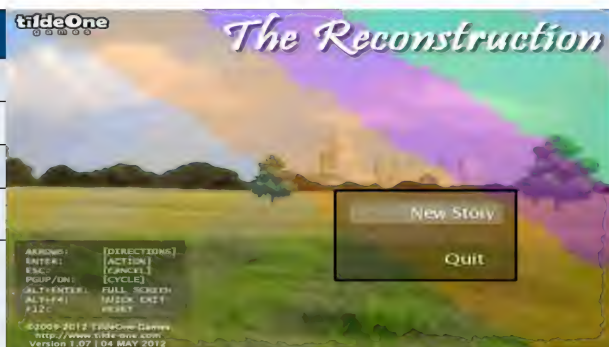 tildeOne
games
The Reconstruction
New Story
Quit
ARROWS: [DIRECTIONS]
ENTER: [ACTION]
ESC: [CANCEL]
PGUP/DN: [CYCLE]
ALT+ENTER: FULL SCREEN
ALT+F4: QUICK EXIT
F12: RESET
©2009-2012 TildeOne Games
http://www.tilde-one.com
Version 1.07 | 04 MAY 2012